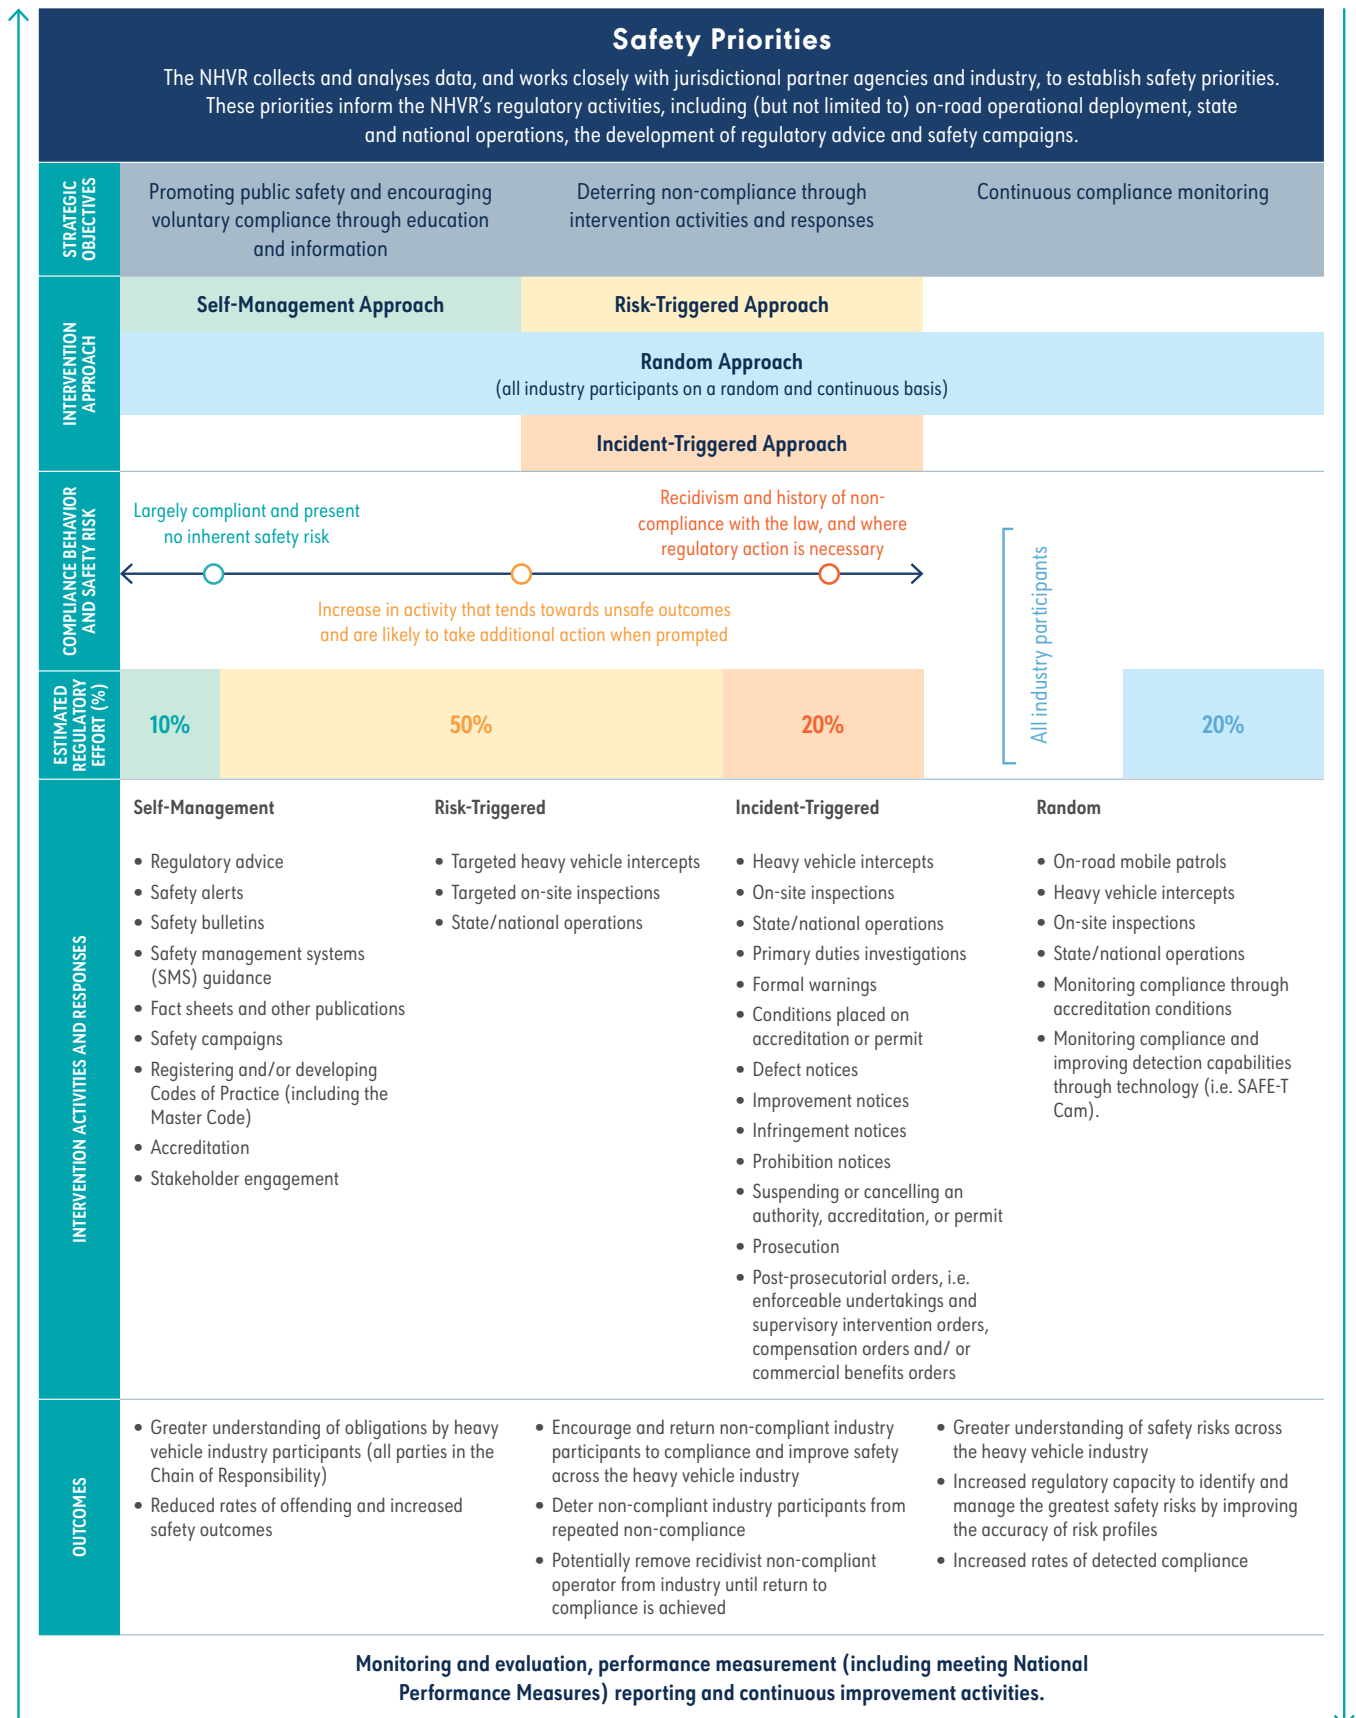 Safety Priorities
The NHVR collects and analyses data, and works closely with jurisdictional partner agencies and industry, to establish safety priorities.
These priorities inform the NHVR's regulatory activities, including (but not limited to) on-road operational deployment, state
and national operations, the development of regulatory advice and safety campaigns.
STRATEGIC
OBJECTIVES
Promoting public safety and encouraging
voluntary compliance through education
and information
Deterring non-compliance through
intervention activities and responses
Continuous compliance monitoring
INTERVENTION
APPROACH
Self-Management Approach
Risk-Triggered Approach
Random Approach
(all industry participants on a random and continuous basis)
Incident-Triggered Approach
COMPLIANCE BEHAVIOR
AND SAFETY RISK
Largely compliant and present
no inherent safety risk
Recidivism and history of non-
compliance with the law, and where
regulatory action is necessary
Increase in activity that tends towards unsafe outcomes
and are likely to take additional action when prompted
All industry participants
ESTIMATED
REGULATORY
EFFORT (%)
10%
50%
20%
20%
INTERVENTION ACTIVITIES AND RESPONSES
Self-Management
• Regulatory advice
• Safety alerts
• Safety bulletins
• Safety management systems
(SMS) guidance
• Fact sheets and other publications
• Safety campaigns
• Registering and/or developing
Codes of Practice (including the
Master Code)
• Accreditation
• Stakeholder engagement
Risk-Triggered
• Targeted heavy vehicle intercepts
• Targeted on-site inspections
• State/national operations
Incident-Triggered
• Heavy vehicle intercepts
• On-site inspections
• State/national operations
• Primary duties investigations
• Formal warnings
• Conditions placed on
accreditation or permit
• Defect notices
• Improvement notices
• Infringement notices
• Prohibition notices
• Suspending or cancelling an
authority, accreditation, or permit
• Prosecution
• Post-prosecutorial orders, i.e.
enforceable undertakings and
supervisory intervention orders,
compensation orders and/ or
commercial benefits orders
Random
• On-road mobile patrols
• Heavy vehicle intercepts
• On-site inspections
• State/national operations
• Monitoring compliance through
accreditation conditions
• Monitoring compliance and
improving detection capabilities
through technology (i.e. SAFE-T
Cam).
OUTCOMES
• Greater understanding of obligations by heavy
vehicle industry participants (all parties in the
Chain of Responsibility)
• Reduced rates of offending and increased
safety outcomes
• Encourage and return non-compliant industry
participants to compliance and improve safety
across the heavy vehicle industry
• Deter non-compliant industry participants from
repeated non-compliance
• Potentially remove recidivist non-compliant
operator from industry until return to
compliance is achieved
• Greater understanding of safety risks across
the heavy vehicle industry
• Increased regulatory capacity to identify and
manage the greatest safety risks by improving
the accuracy of risk profiles
• Increased rates of detected compliance
Monitoring and evaluation, performance measurement (including meeting National
Performance Measures) reporting and continuous improvement activities.